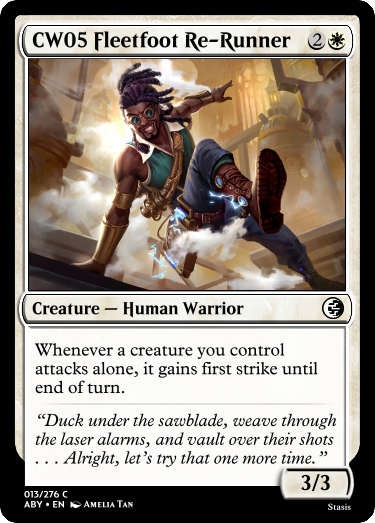 CW05 Fleetfoot Re-Runner 2
Creature — Human Warrior
Whenever a creature you control
attacks alone, it gains first strike until
end of turn.
“Duck under the sawblade, weave through
the laser alarms, and vault over their shots
. . . Alright, let’s try that one more time.”
3/3
013/276 C
ABY • EN Amelia Tan
Stasis